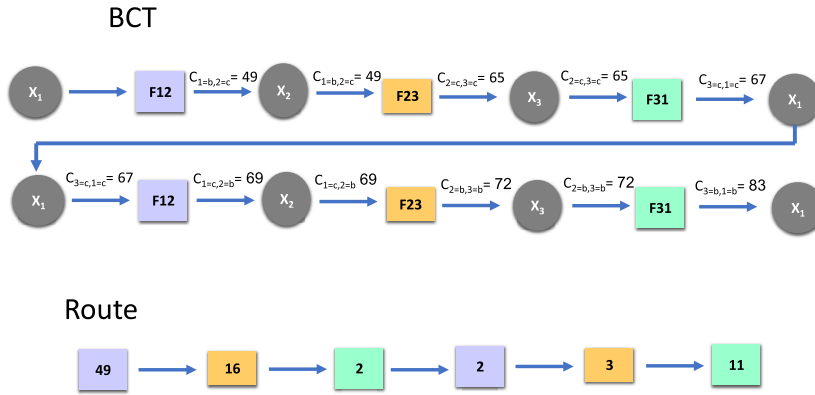 BCT
X1 F12 C1=b,2=c= 49 X2 C1=b,2=c= 49 F23 C2=c,3=c= 65 X3 C2=c,3=c= 65 F31 C3=c,1=c= 67 X1
X1 C3=c,1=c= 67 F12 C1=c,2=b= 69 X2 C1=c,2=b 69 F23 C2=b,3=b= 72 X3 C2=b,3=b= 72 F31 C3=b,1=b= 83 X1
Route
49 16 2 2 3 11